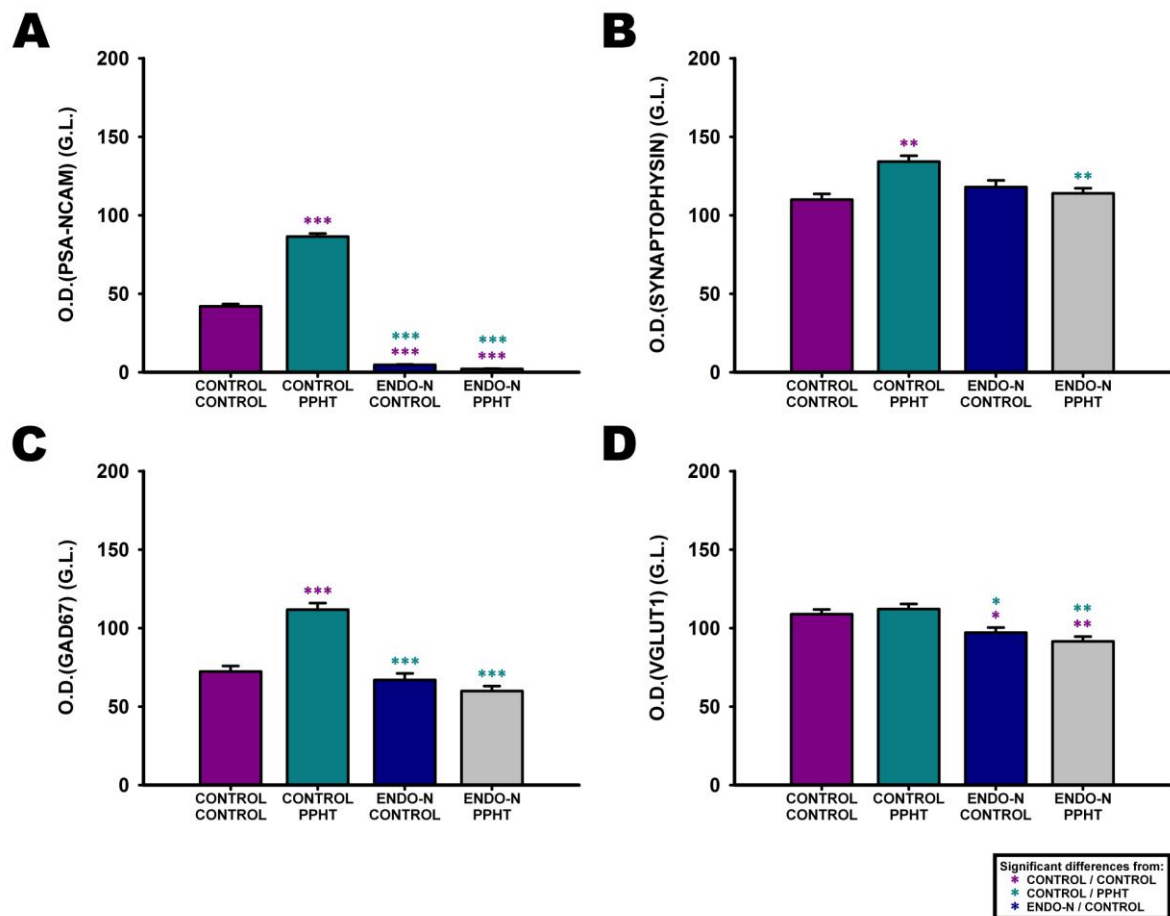 A
O.D.(PSA-NCAM) (G.L.)
200
150
100
50
0
***
***
***
***
***
CONTROL CONTROL ENDO-N ENDO-N
CONTROL PPHT CONTROL PPHT
B
O.D.(SYNAPTOPHYSIN) (G.L.)
200
150
100
50
0
**
**
CONTROL CONTROL ENDO-N ENDO-N
CONTROL PPHT CONTROL PPHT
C
O.D.(GAD67) (G.L.)
200
150
100
50
0
***
***
***
CONTROL CONTROL ENDO-N ENDO-N
CONTROL PPHT CONTROL PPHT
D
O.D.(VGLUT1) (G.L.)
200
150
100
50
0
*
*
**
**
CONTROL CONTROL ENDO-N ENDO-N
CONTROL PPHT CONTROL PPHT
Significant differences from:
* CONTROL / CONTROL
* CONTROL / PPHT
* ENDO-N / CONTROL